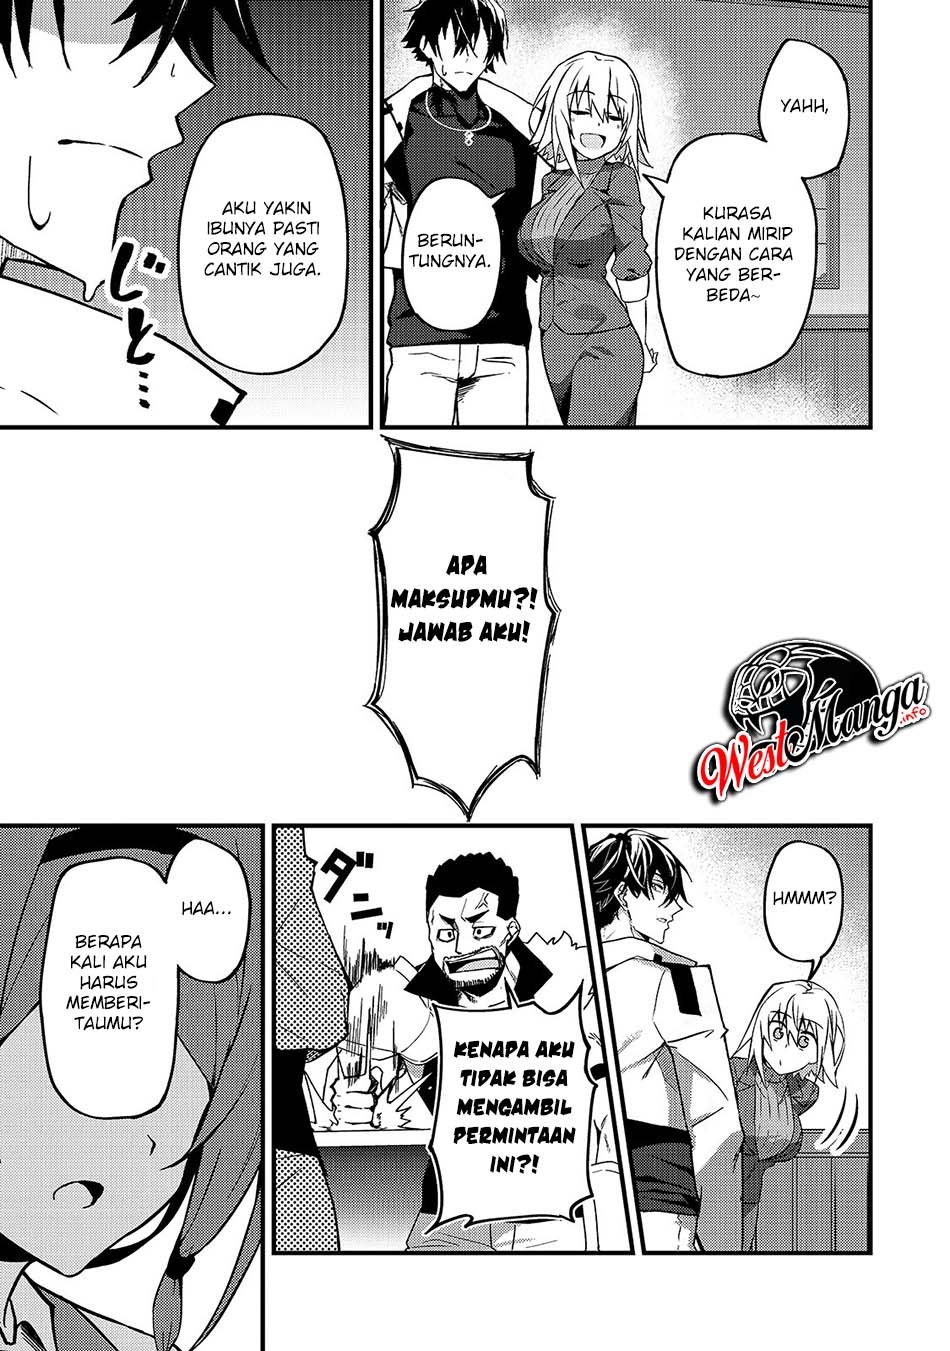 YAHH,
KURASA
KALIAN MIRIP
DENGAN CARA
YANG BER-
BEDA~
BERUN-
TUNGNYA.
AKU YAKIN
IBUNYA PASTI
ORANG YANG
CANTIK JUGA.
じと…
APA
MAKSUDMU?!
JAWAB AKU!
WestManga
.info
HMMM?
ダンッ
KENAPA AKU
TIDAK BISA
MENGAMBIL
PERMINTAAN
INI?!
HAA...
BERAPA
KALI AKU
HARUS
MEMBERI-
TAUMU?